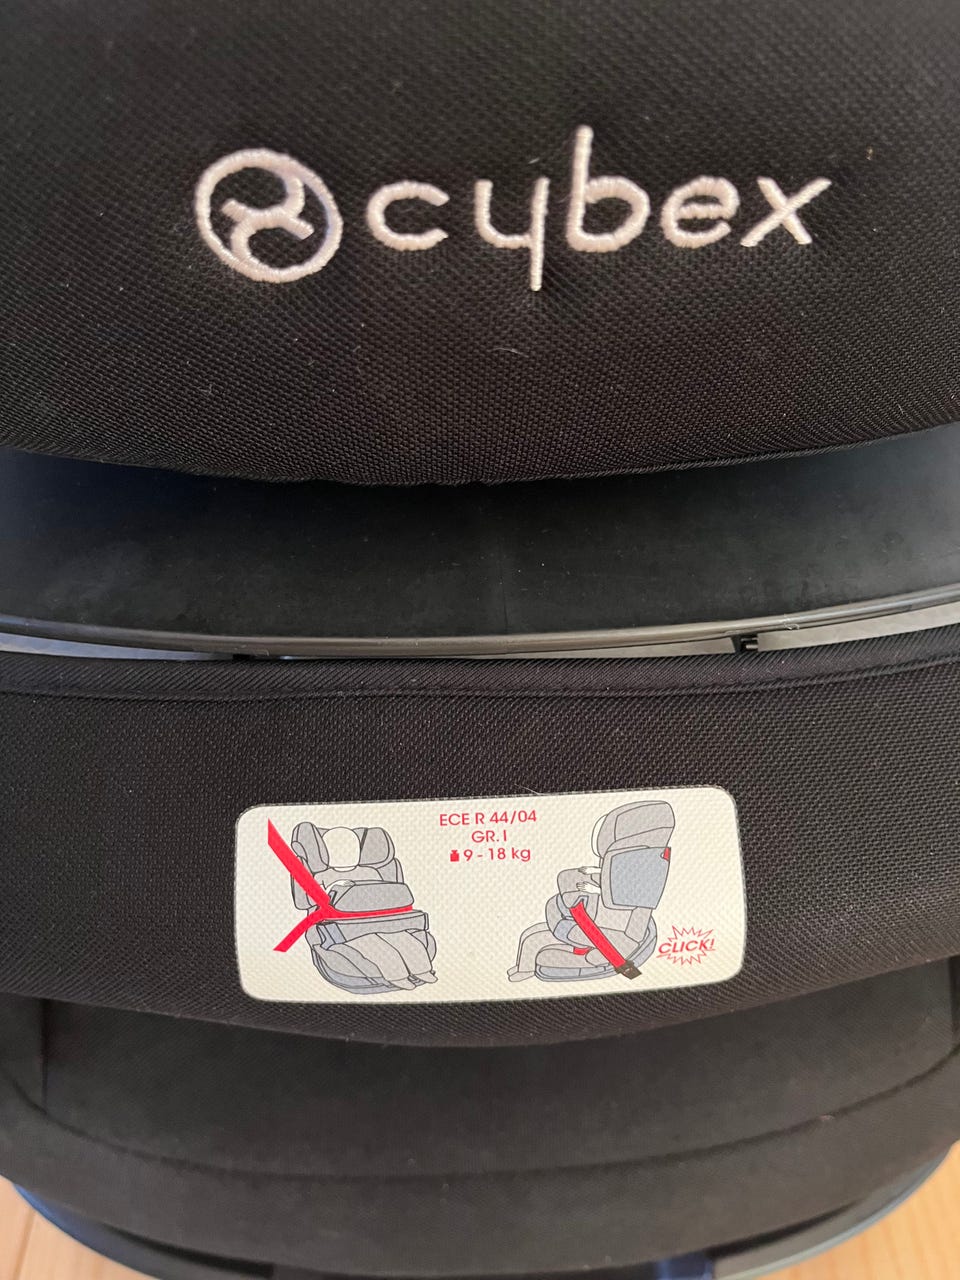 cybex
ECE R 44/04
GR. I
9 - 18 kg
CLICK!